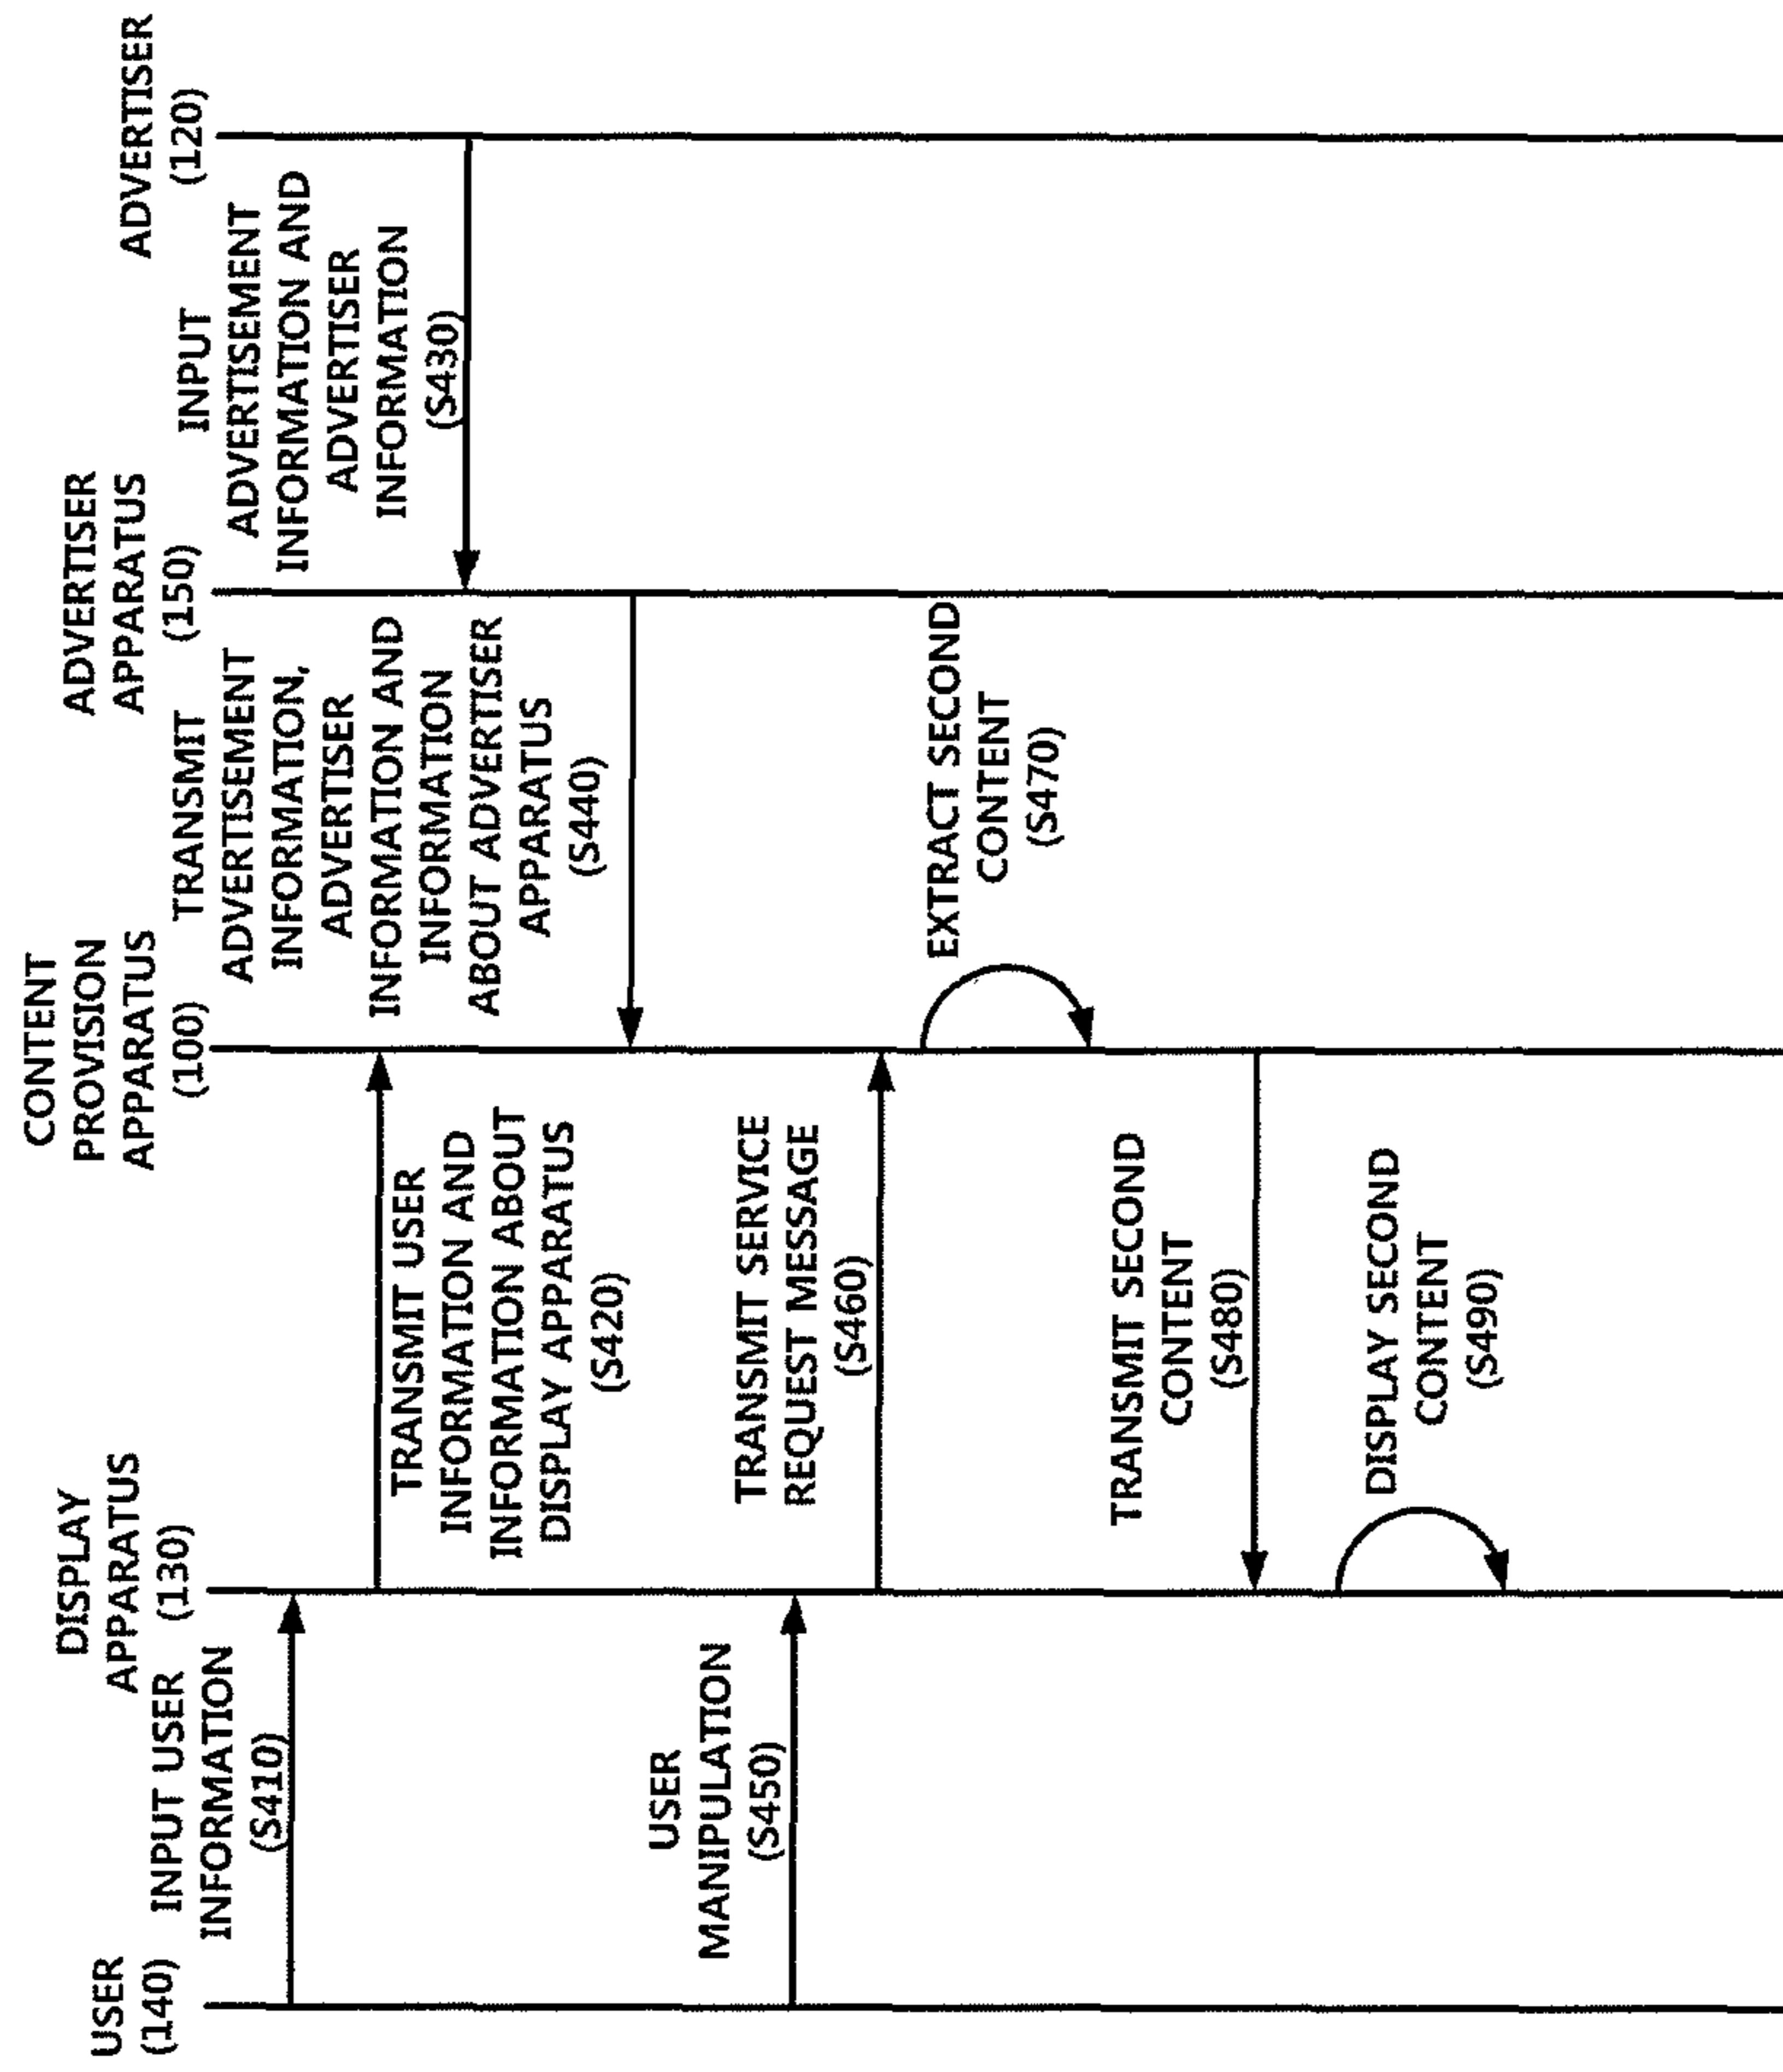 USER
(140)
DISPLAY
APPARATUS
(130)
CONTENT
PROVISION
APPARATUS
(100)
ADVERTISER
APPARATUS
(150)
ADVERTISER
(120)
INPUT USER
INFORMATION
(S410)
TRANSMIT USER
INFORMATION AND
INFORMATION ABOUT
DISPLAY APPARATUS
(S420)
INPUT
ADVERTISEMENT
INFORMATION AND
ADVERTISER
INFORMATION
(S430)
TRANSMIT
ADVERTISEMENT
INFORMATION,
ADVERTISER
INFORMATION AND
INFORMATION
ABOUT ADVERTISER
APPARATUS
(S440)
USER
MANIPULATION
(S450)
TRANSMIT SERVICE
REQUEST MESSAGE
(S460)
EXTRACT SECOND
CONTENT
(S470)
TRANSMIT SECOND
CONTENT
(S480)
DISPLAY SECOND
CONTENT
(S490)